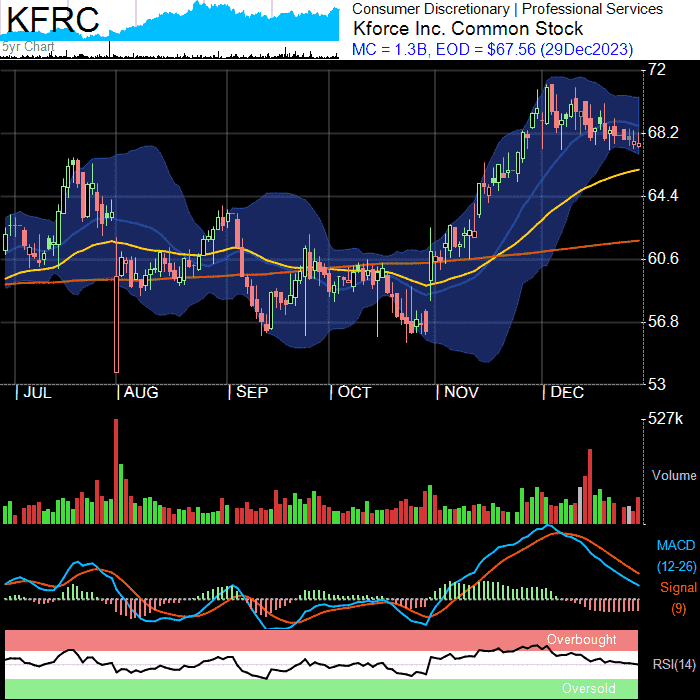 KFRC
Consumer Discretionary | Professional Services
Kforce Inc. Common Stock
MC = 1.3B, EOD = $67.56 (29Dec2023)
5yr Chart
72
68.2
64.4
60.6
56.8
53
| JUL | AUG | SEP | OCT | NOV | DEC
527k
Volume
MACD
(12-26)
Signal
(9)
Overbought
RSI(14)
Oversold